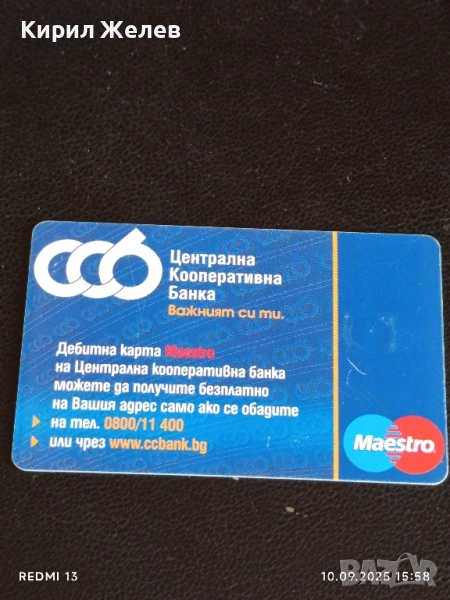 Кирил Желев
ССБ
Централна
Кооперативна
Банка
Важният си ти.
Дебитна карта Maestro
на Централна кооперативна банка
можете да получите безплатно
на Вашия адрес само ако се обадите
на тел. 0800/11 400
или чрез www.ccbank.bg
Maestro
REDMI 13
10.09.2025 15:58
БАZАР